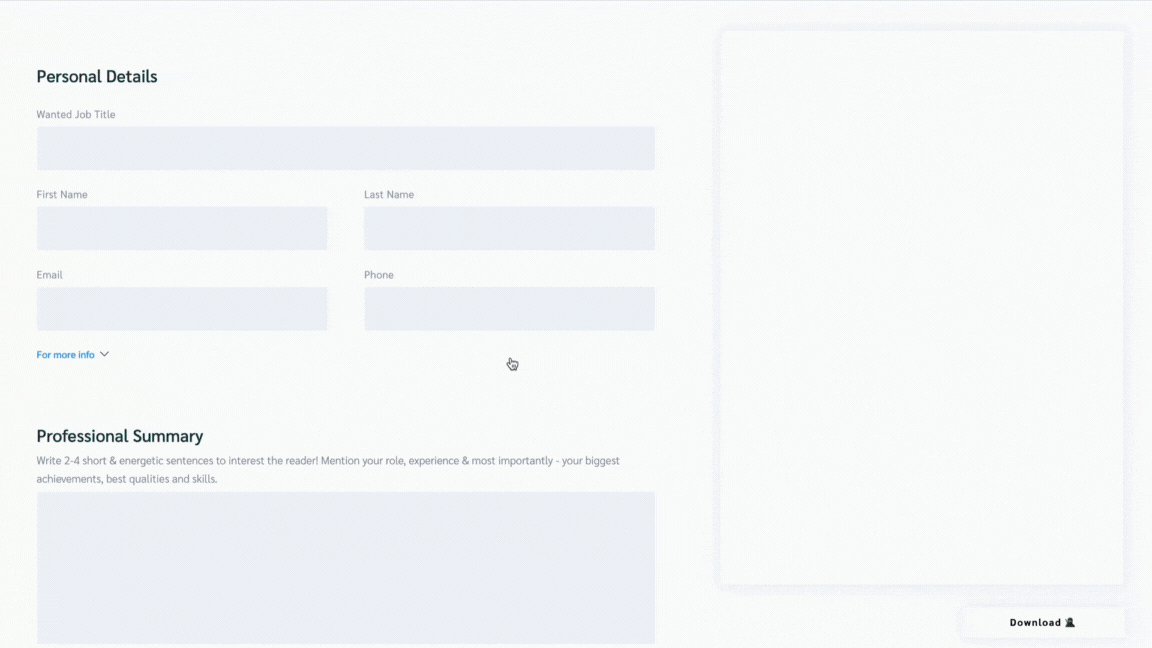 Personal Details
Wanted Job Title
First Name
Last Name
Email
Phone
For more info
Professional Summary
Write 2-4 short & energetic sentences to interest the reader! Mention your role, experience & most importantly - your biggest
achievements, best qualities and skills.
Download